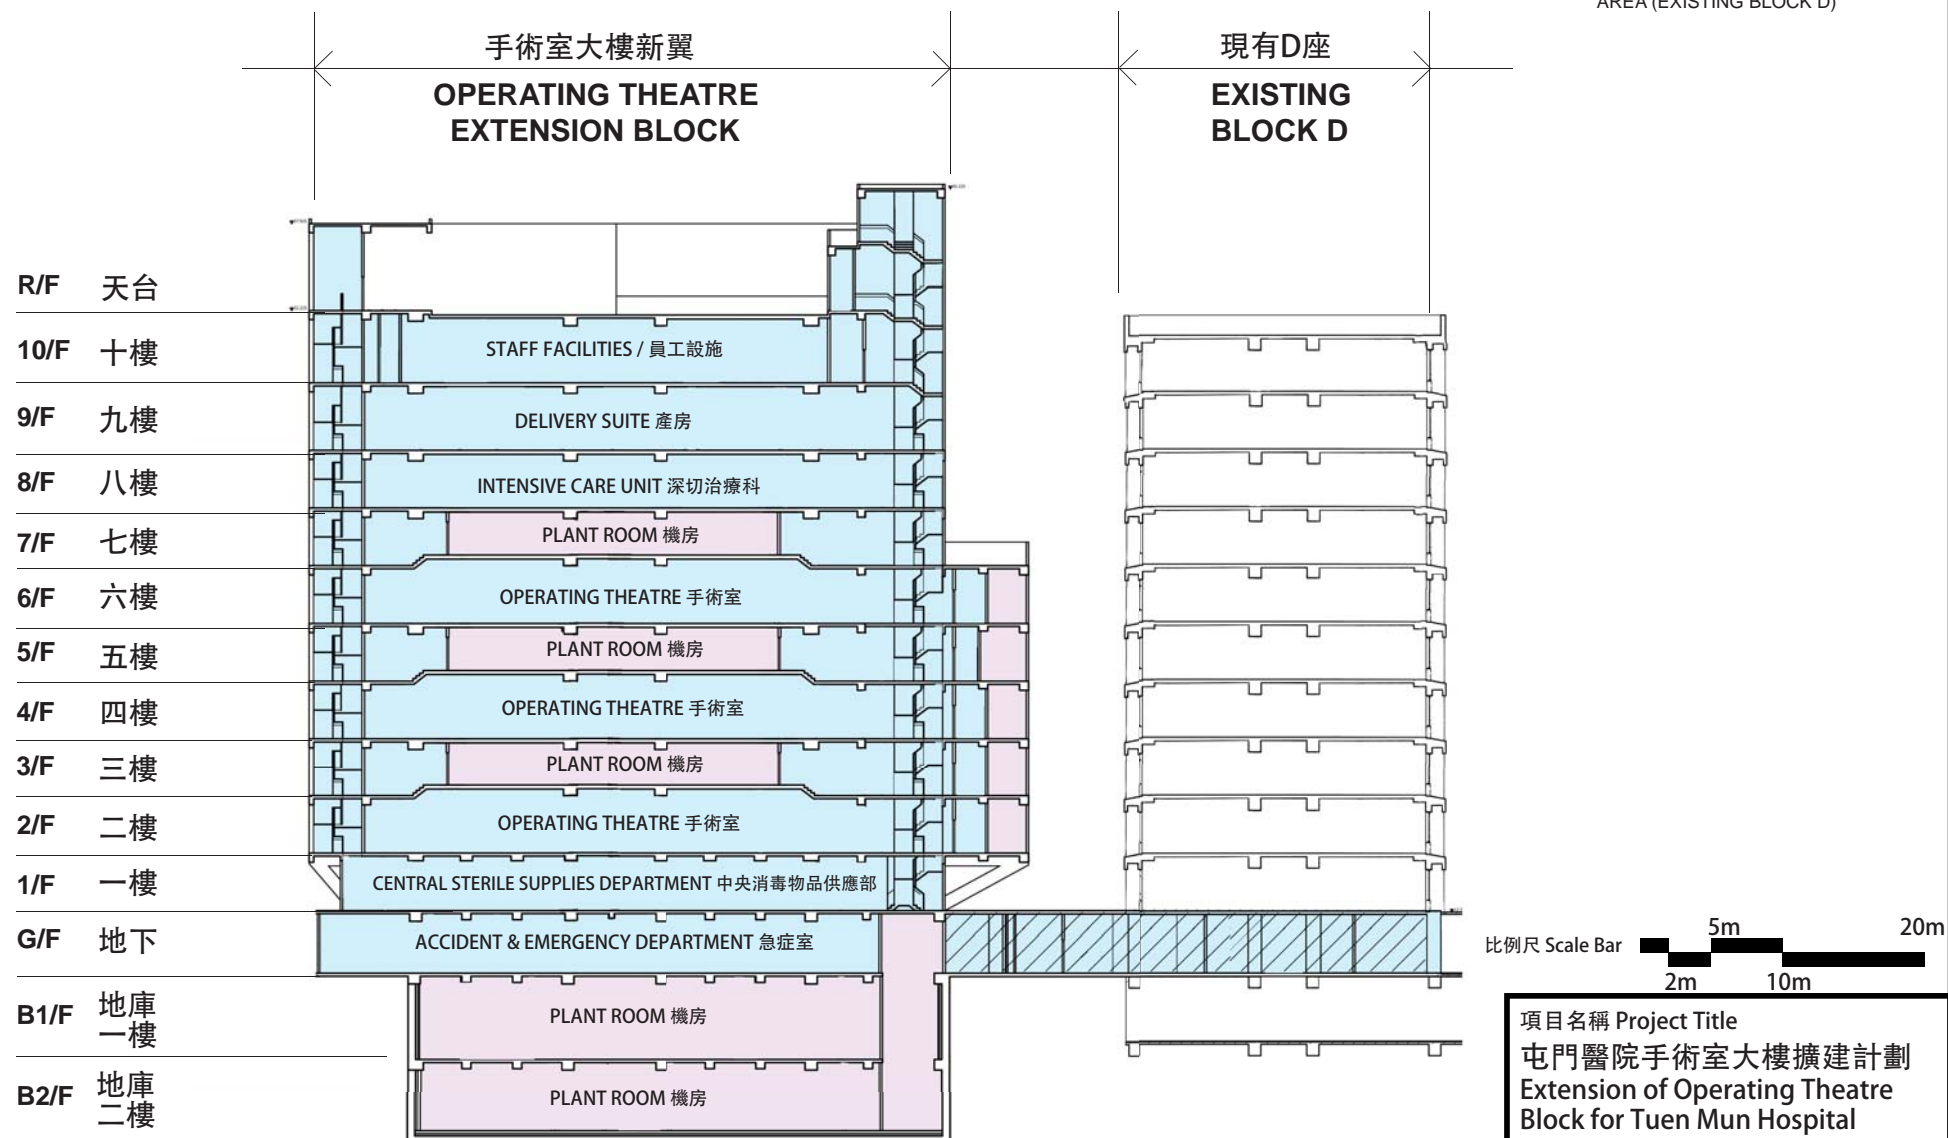 AREA (EXISTING BLOCK D)
手術室大樓新翼
OPERATING THEATRE
EXTENSION BLOCK
現有D座
EXISTING
BLOCK D
R/F 天台
10/F 十樓
STAFF FACILITIES / 員工設施
9/F 九樓
DELIVERY SUITE 產房
8/F 八樓
INTENSIVE CARE UNIT 深切治療科
7/F 七樓
PLANT ROOM 機房
6/F 六樓
OPERATING THEATRE 手術室
5/F 五樓
PLANT ROOM 機房
4/F 四樓
OPERATING THEATRE 手術室
3/F 三樓
PLANT ROOM 機房
2/F 二樓
OPERATING THEATRE 手術室
1/F 一樓
CENTRAL STERILE SUPPLIES DEPARTMENT 中央消毒物品供應部
G/F 地下
ACCIDENT & EMERGENCY DEPARTMENT 急症室
B1/F 地庫
一樓
PLANT ROOM 機房
B2/F 地庫
二樓
PLANT ROOM 機房
5m 20m
比例尺 Scale Bar
2m 10m
項目名稱 Project Title
屯門醫院手術室大樓擴建計劃
Extension of Operating Theatre
Block for Tuen Mun Hospital